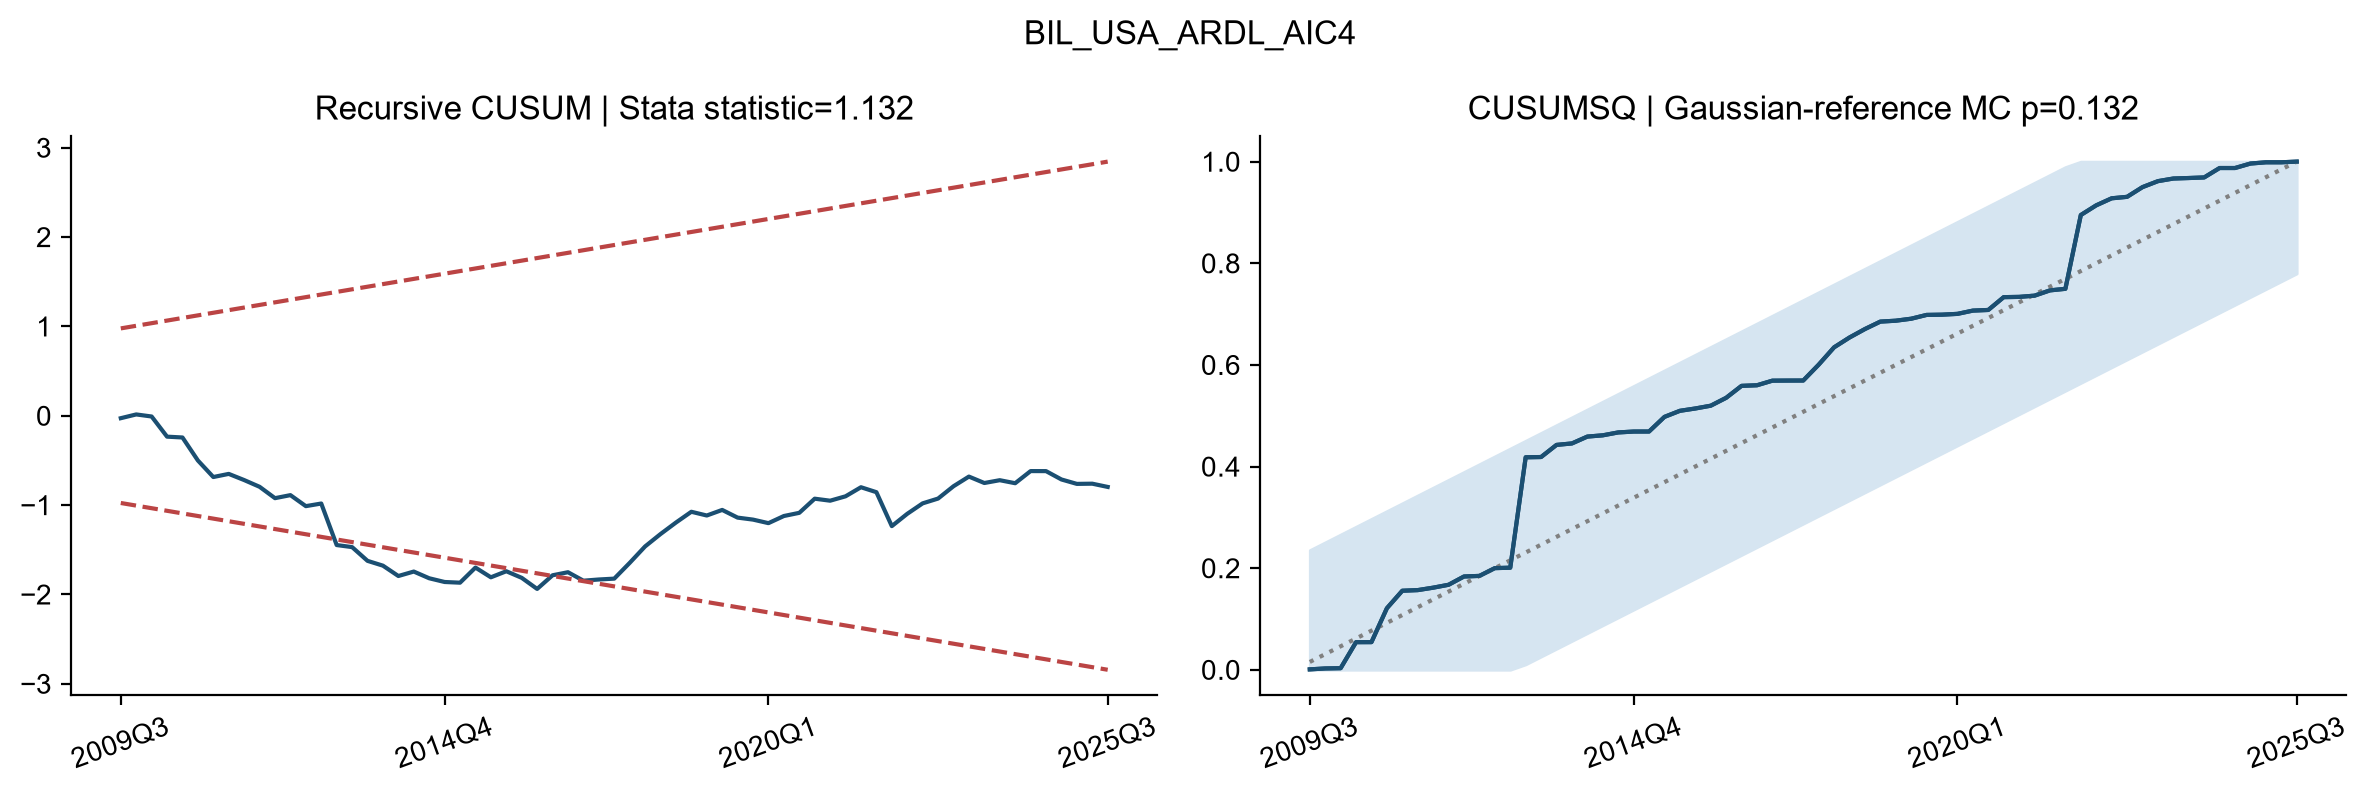 BIL_USA_ARDL_AIC4
Recursive CUSUM | Stata statistic=1.132
3
2
1
0
−1
−2
−3
2009Q3
2014Q4
2020Q1
2025Q3
CUSUMSQ | Gaussian-reference MC p=0.132
1.0
0.8
0.6
0.4
0.2
0.0
2009Q3
2014Q4
2020Q1
2025Q3